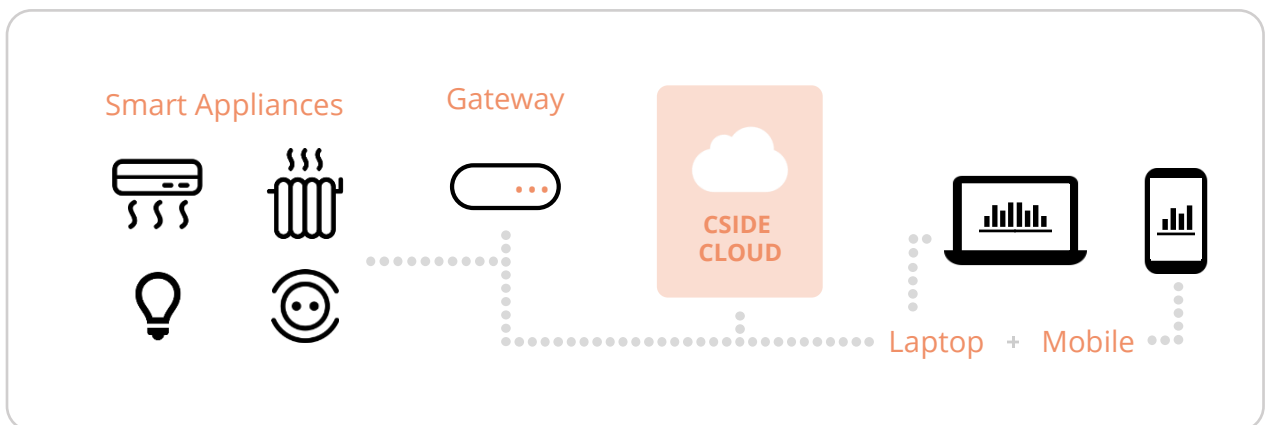 Smart Appliances
Gateway
CSIDE
CLOUD
Laptop + Mobile